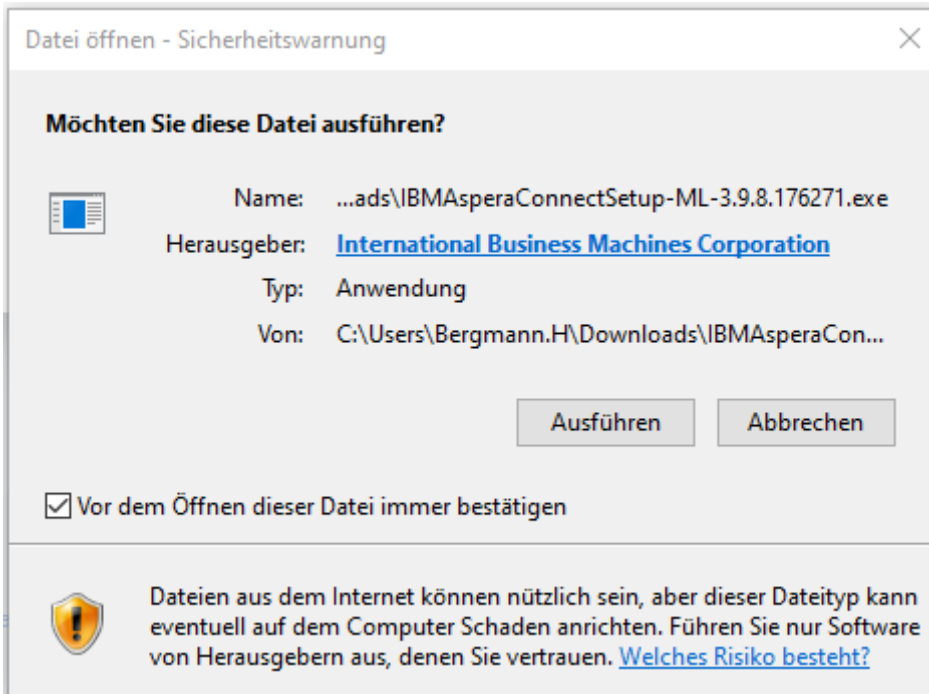 Datei öffnen - Sicherheitswarnung
Möchten Sie diese Datei ausführen?
Name: ...ads\IBMAsperaConnectSetup-ML-3.9.8.176271.exe
Herausgeber: International Business Machines Corporation
Typ: Anwendung
Von: C:\Users\Bergmann.H\Downloads\IBMAsperaCon...
Ausführen Abbrechen
Vor dem Öffnen dieser Datei immer bestätigen
Dateien aus dem Internet können nützlich sein, aber dieser Dateityp kann
eventuell auf dem Computer Schaden anrichten. Führen Sie nur Software
von Herausgebern aus, denen Sie vertrauen. Welches Risiko besteht?